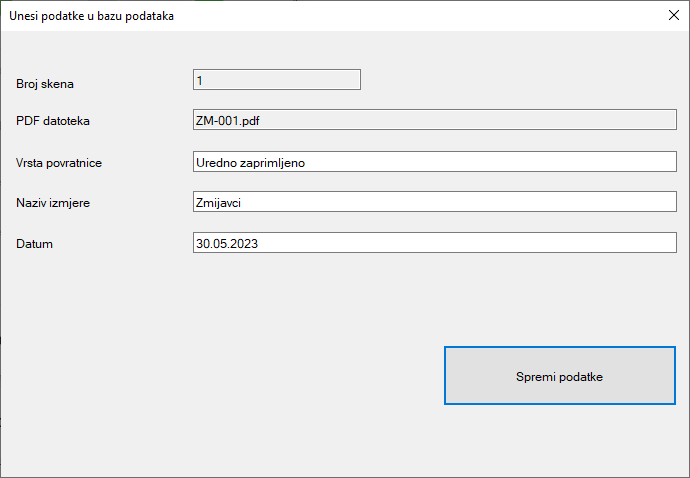 Unesi podatke u bazu podataka
Broj skena 1
PDF datoteka ZM-001.pdf
Vrsta povratnice Uredno zaprimljeno
Naziv izmjere Zmijavci
Datum 30.05.2023
Spremi podatke